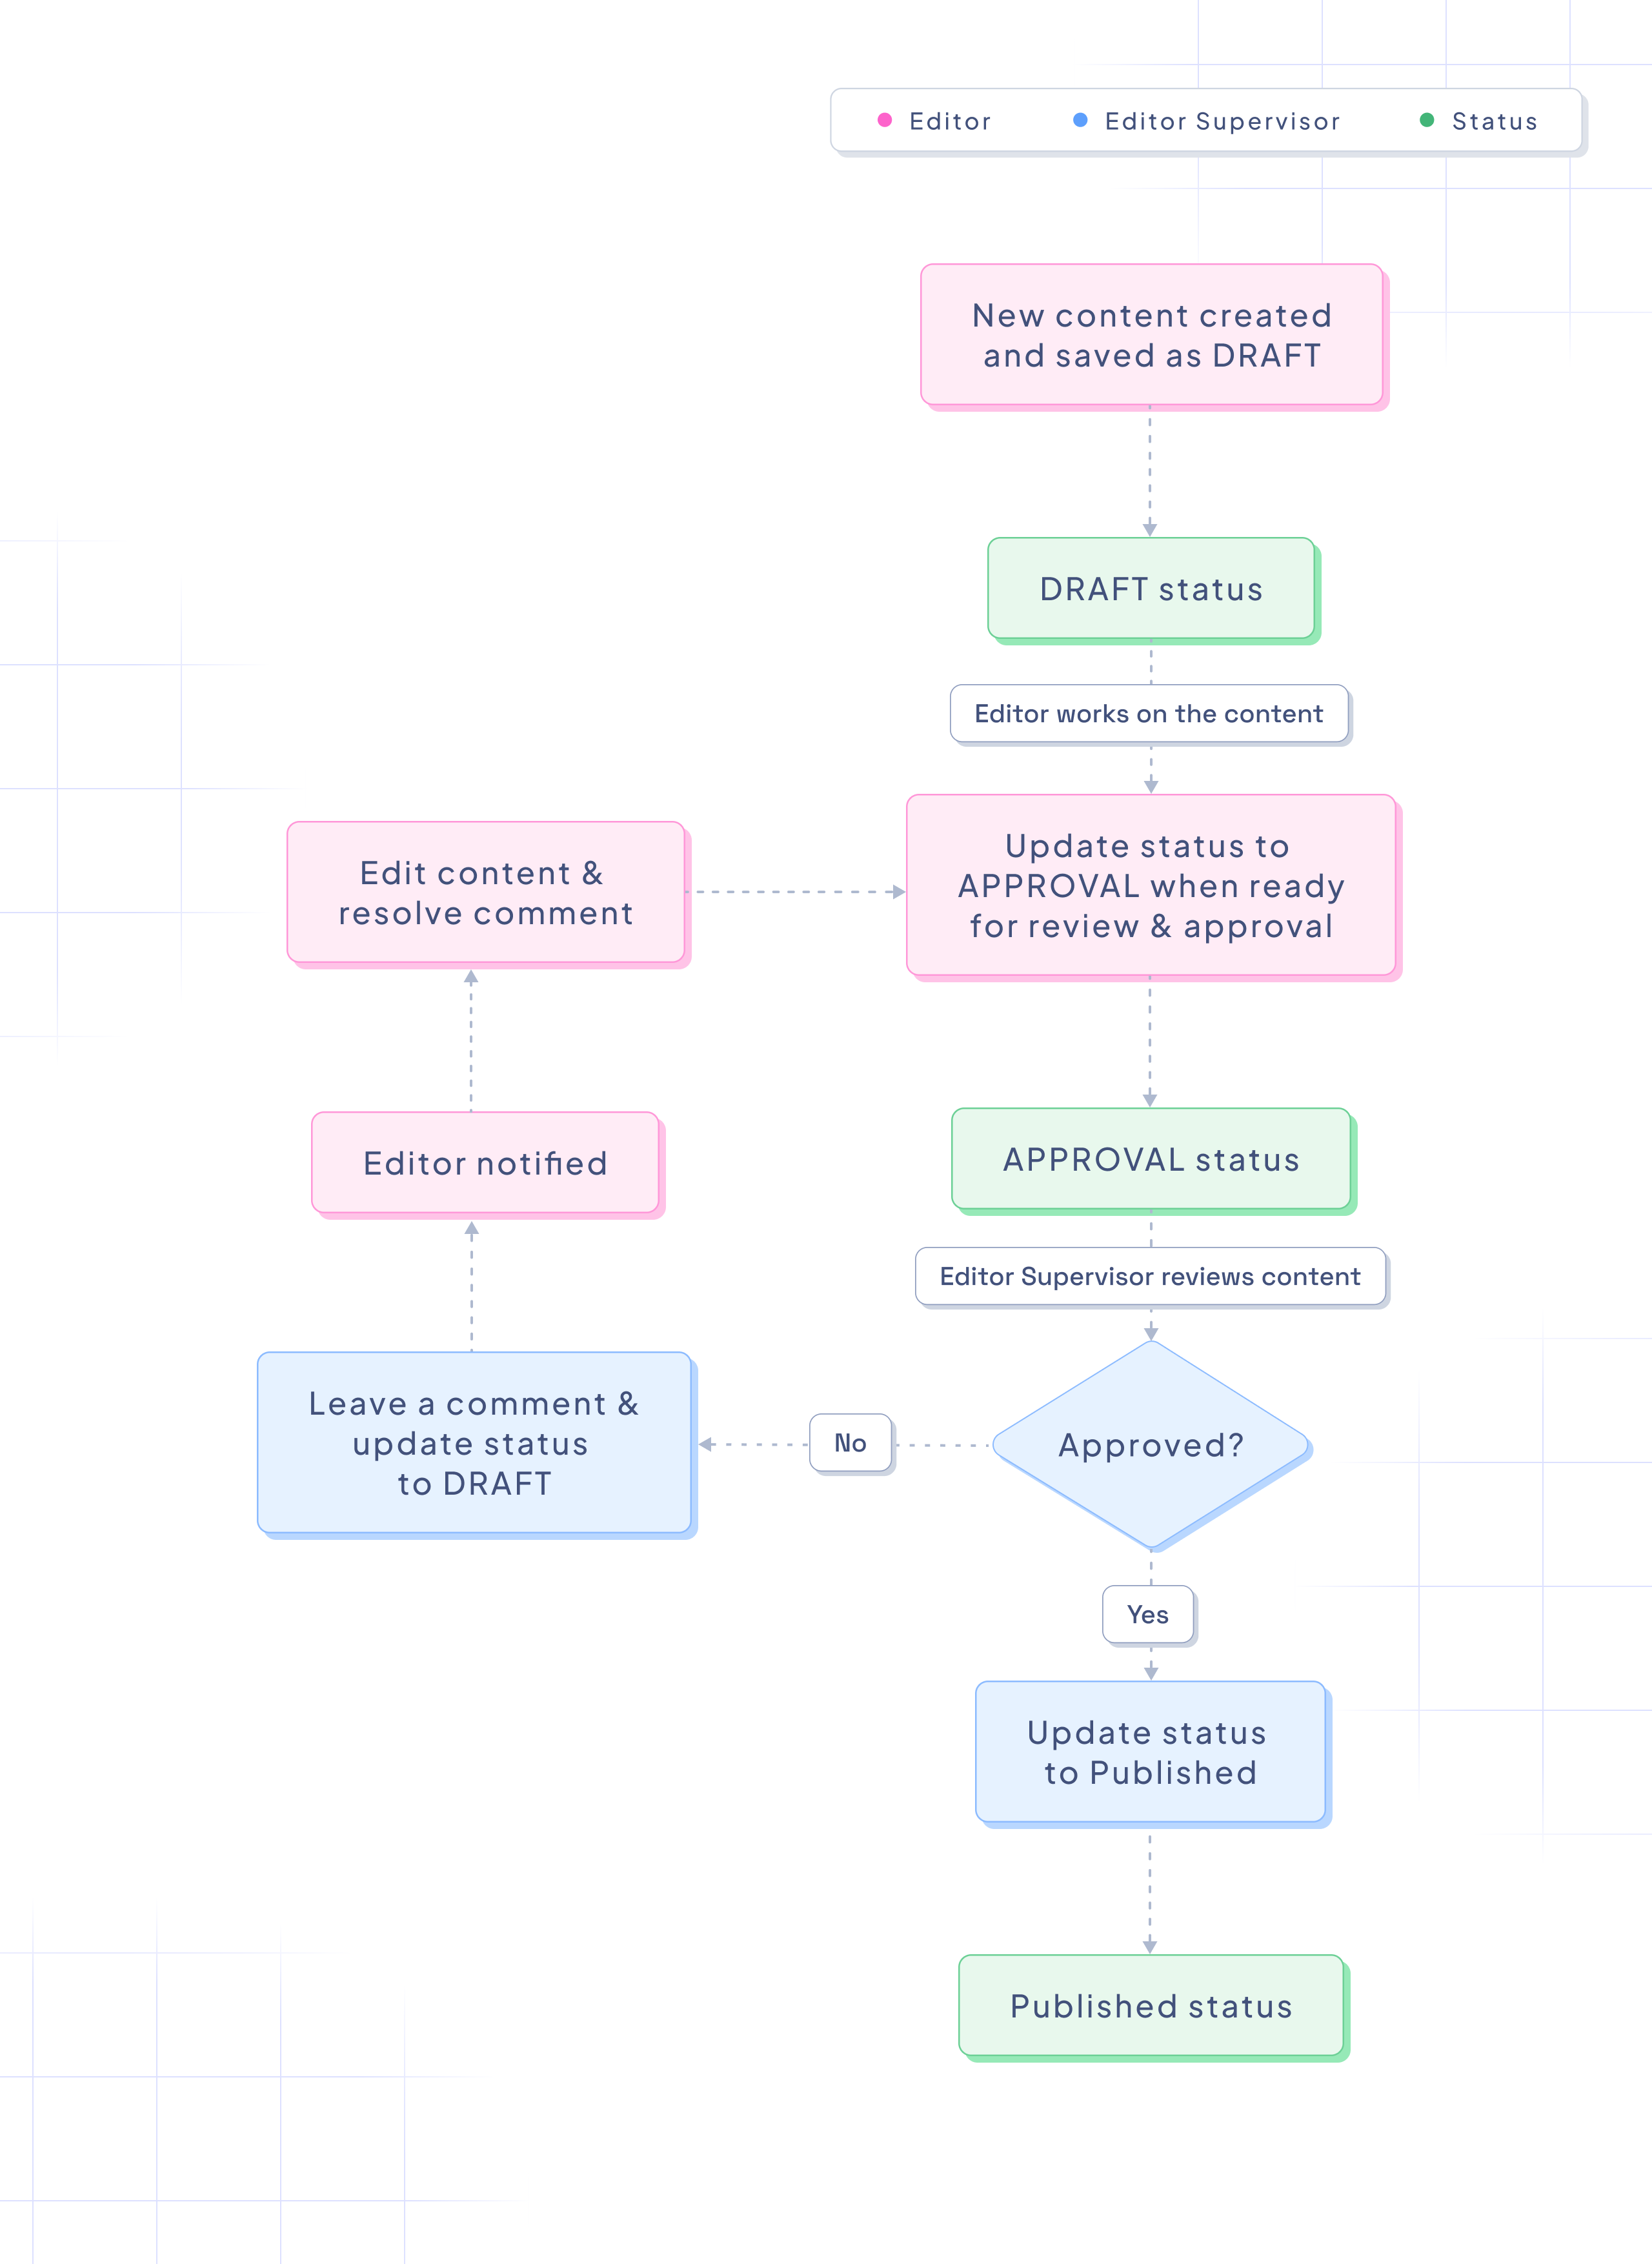 Editor
Editor Supervisor
Status
New content created
and saved as DRAFT
DRAFT status
Editor works on the content
Edit content &
resolve comment
Update status to
APPROVAL when ready
for review & approval
Editor notified
APPROVAL status
Editor Supervisor reviews content
Leave a comment &
update status
to DRAFT
No
Approved?
Yes
Update status
to Published
Published status